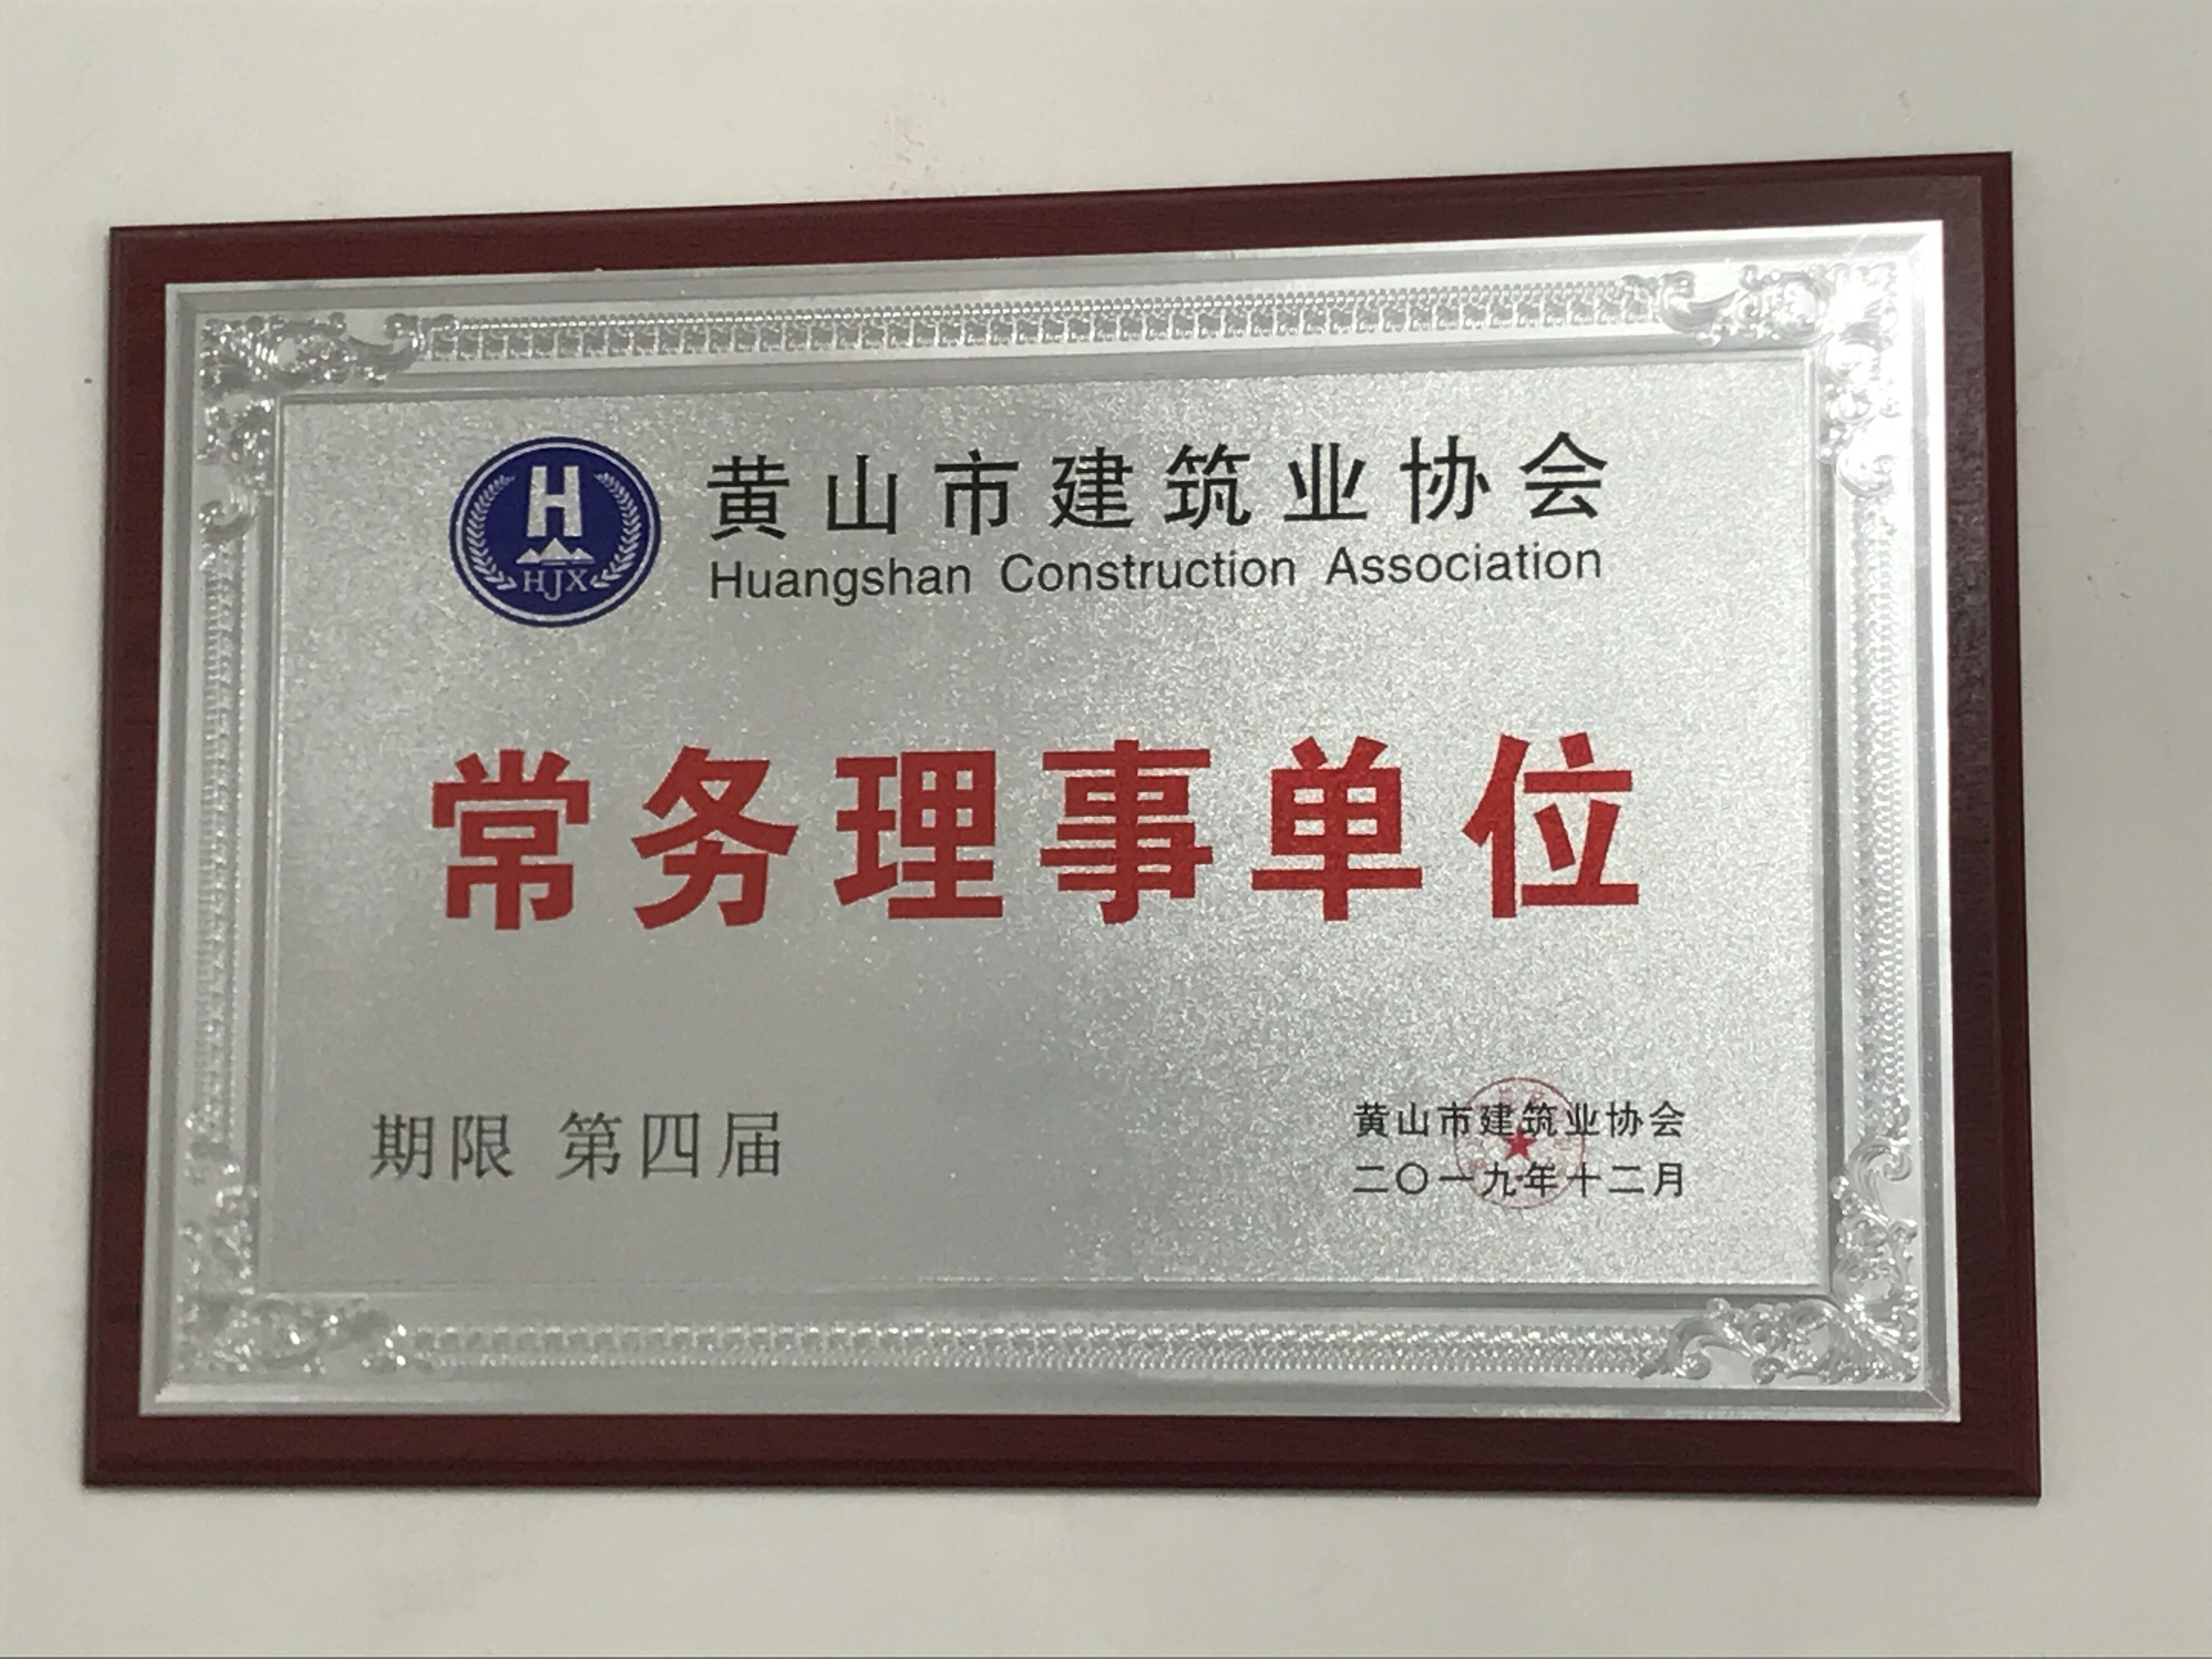 H
HJX
黄山市建筑业协会
Huangshan Construction Association
常务理事单位
期限 第四届
黄山市建筑业协会
二〇一九年十二月